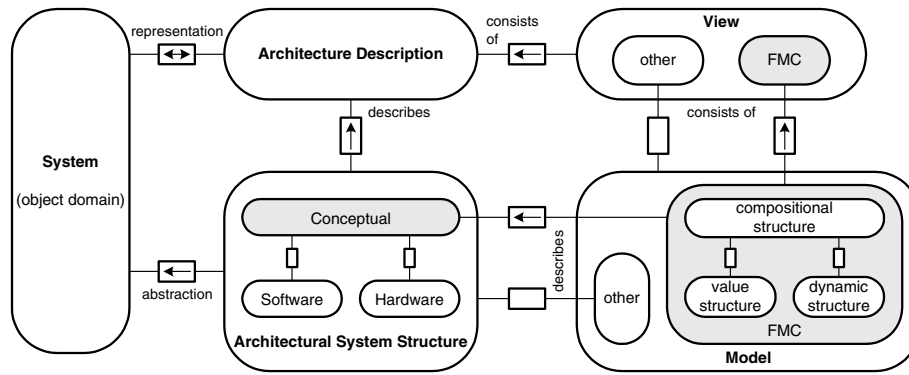 representation
Architecture Description
consists
of
View
other
FMC
describes
consists of
System
(object domain)
Conceptual
compositional
structure
describes
abstraction
Software
Hardware
other
value
structure
dynamic
structure
FMC
Architectural System Structure
Model